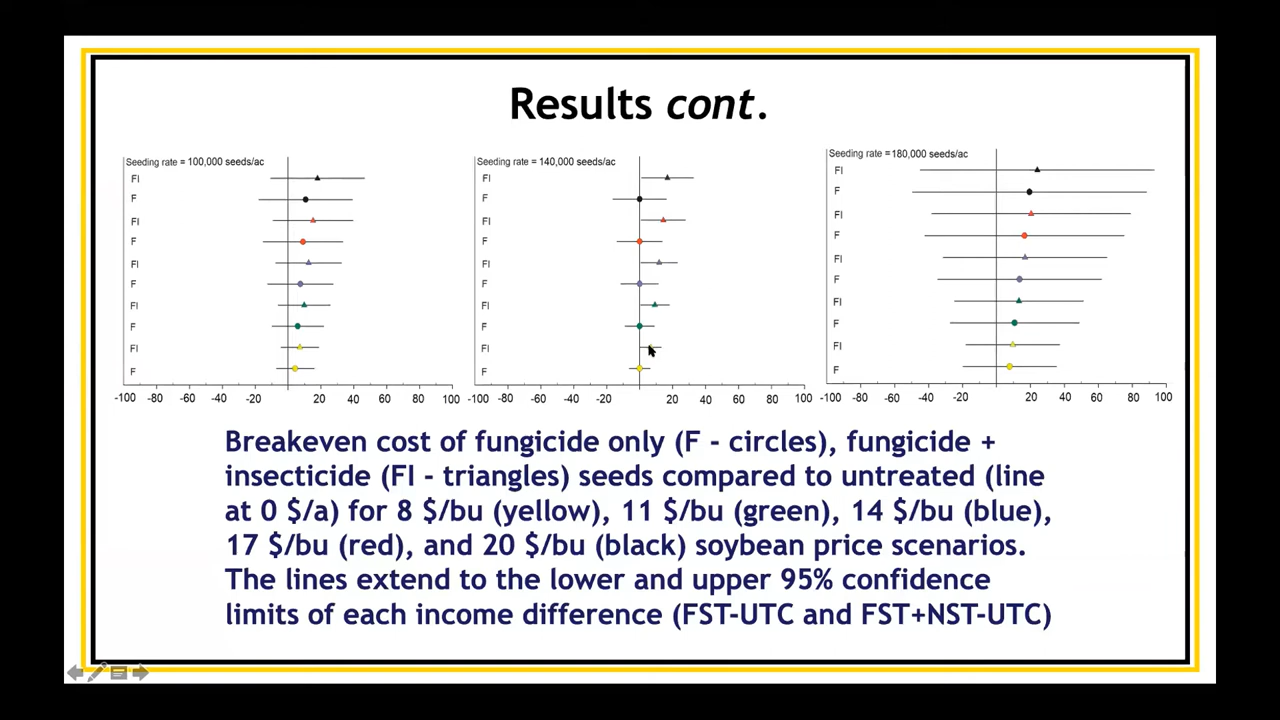 Results cont.
Seeding rate = 100,000 seeds/ac
FI
F
FI
F
FI
F
FI
F
FI
F
-100 -80 -60 -40 -20 20 40 60 80 100
Seeding rate = 140,000 seeds/ac
FI
F
FI
F
FI
F
FI
F
FI
F
-100 -80 -60 -40 -20 20 40 60 80 100
Seeding rate =180,000 seeds/ac
FI
F
FI
F
FI
F
FI
F
FI
F
-100 -80 -60 -40 -20 20 40 60 80 100
Breakeven cost of fungicide only (F - circles), fungicide +
insecticide (FI - triangles) seeds compared to untreated (line
at 0 $/a) for 8 $/bu (yellow), 11 $/bu (green), 14 $/bu (blue),
17 $/bu (red), and 20 $/bu (black) soybean price scenarios.
The lines extend to the lower and upper 95% confidence
limits of each income difference (FST-UTC and FST+NST-UTC)